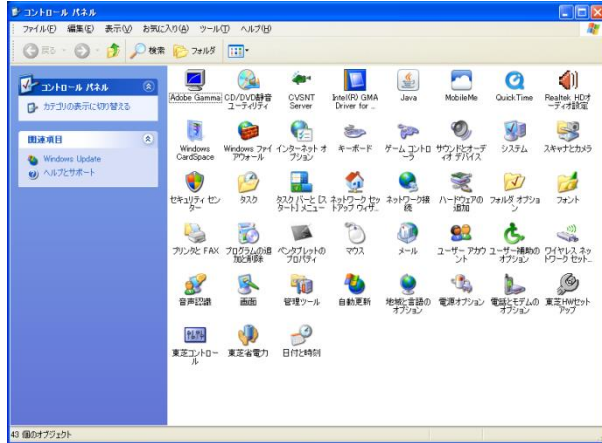 コントロール パネル
ファイル(F) 編集(E) 表示(V) お気に入り(A) ツール(T) ヘルプ(H)
戻る 検索 フォルダ
コントロール パネル
カテゴリの表示に切り替える
関連項目
Windows Update
ヘルプとサポート
Adobe Gamma
CD/DVD静音
ユーティリティ
CVSNT
Server
Intel(R) GMA
Driver for ...
Java
MobileMe
QuickTime
Realtek HDオ
ーディオ設定
Windows
CardSpace
Windows ファイ
アウォール
インターネット オ
プション
キーボード
ゲーム コントロ
ーラ
サウンドとオーデ
ィオ デバイス
システム
スキャナとカメラ
セキュリティ セン
ター
タスク
タスク バーと [ス
タート] メニュー
ネットワーク セッ
トアップ ウィザ...
ネットワーク接
続
ハードウェアの
追加
フォルダ オプショ
ン
フォント
プリンタと FAX
プログラムの追
加と削除
ペンタブレットの
プロパティ
マウス
メール
ユーザー アカウ
ント
ユーザー補助の
オプション
ワイヤレス ネッ
トワーク セット...
音声認識
画面
管理ツール
自動更新
地域と言語の
オプション
電源オプション
電話とモデムの
オプション
東芝HWセット
アップ
東芝コントロー
ル
東芝省電力
日付と時刻
43 個のオブジェクト